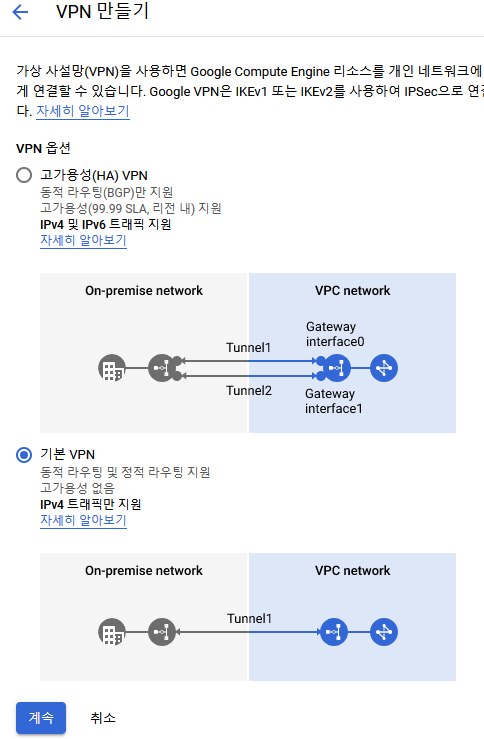 VPN 만들기
가상 사설망(VPN)을 사용하면 Google Compute Engine 리소스를 개인 네트워크에
게 연결할 수 있습니다. Google VPN은 IKEv1 또는 IKEv2를 사용하여 IPSec으로 연결
다. 자세히 알아보기
VPN 옵션
고가용성(HA) VPN
동적 라우팅(BGP)만 지원
고가용성(99.99 SLA, 리전 내) 지원
IPv4 및 IPv6 트래픽 지원
자세히 알아보기
On-premise network
VPC network
Gateway
interface0
Tunnel1
Tunnel2
Gateway
interface1
기본 VPN
동적 라우팅 및 정적 라우팅 지원
고가용성 없음
IPv4 트래픽만 지원
자세히 알아보기
On-premise network
VPC network
Tunnel1
계속
취소